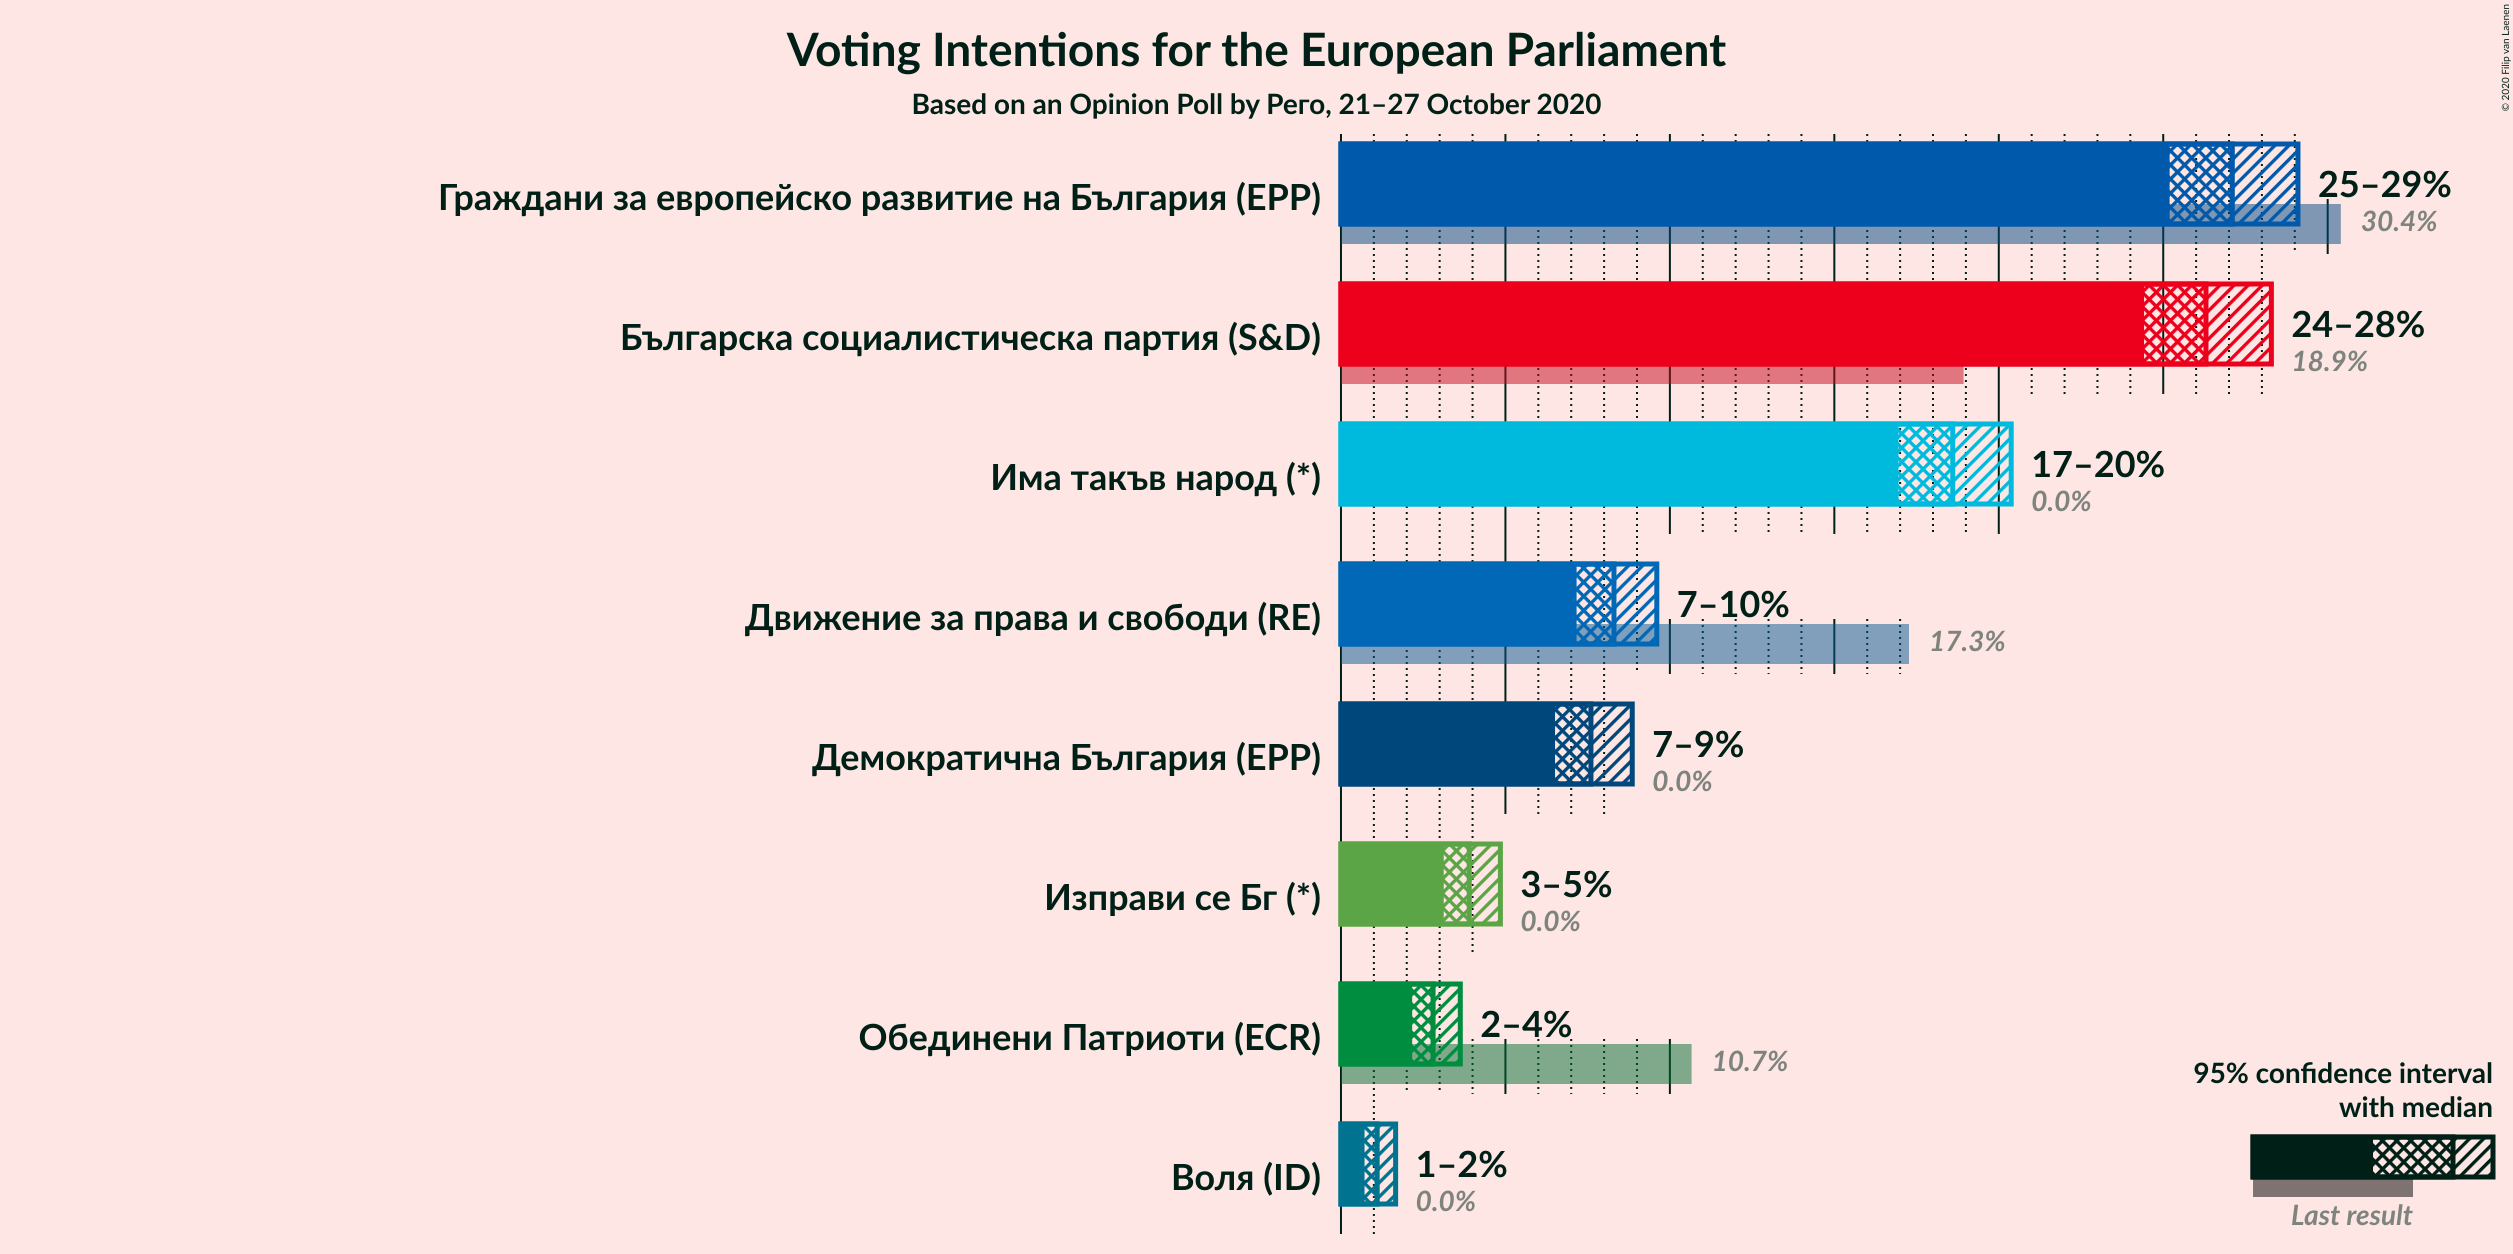 Voting Intentions for the European Parliament
Based on an Opinion Poll by Pего, 21–27 October 2020
© 2020 Filip van Laenen
Граждани за европейско развитие на България (EPP)
25–29%
30.4%
Българска социалистическа партия (S&D)
24–28%
18.9%
Има такъв народ (*)
17–20%
0.0%
Движение за права и свободи (RE)
7–10%
17.3%
Демократична България (EPP)
7–9%
0.0%
Изправи се Бг (*)
3–5%
0.0%
Обединени Патриоти (ECR)
2–4%
10.7%
Воля (ID)
1–2%
0.0%
95% confidence interval
with median
Last result